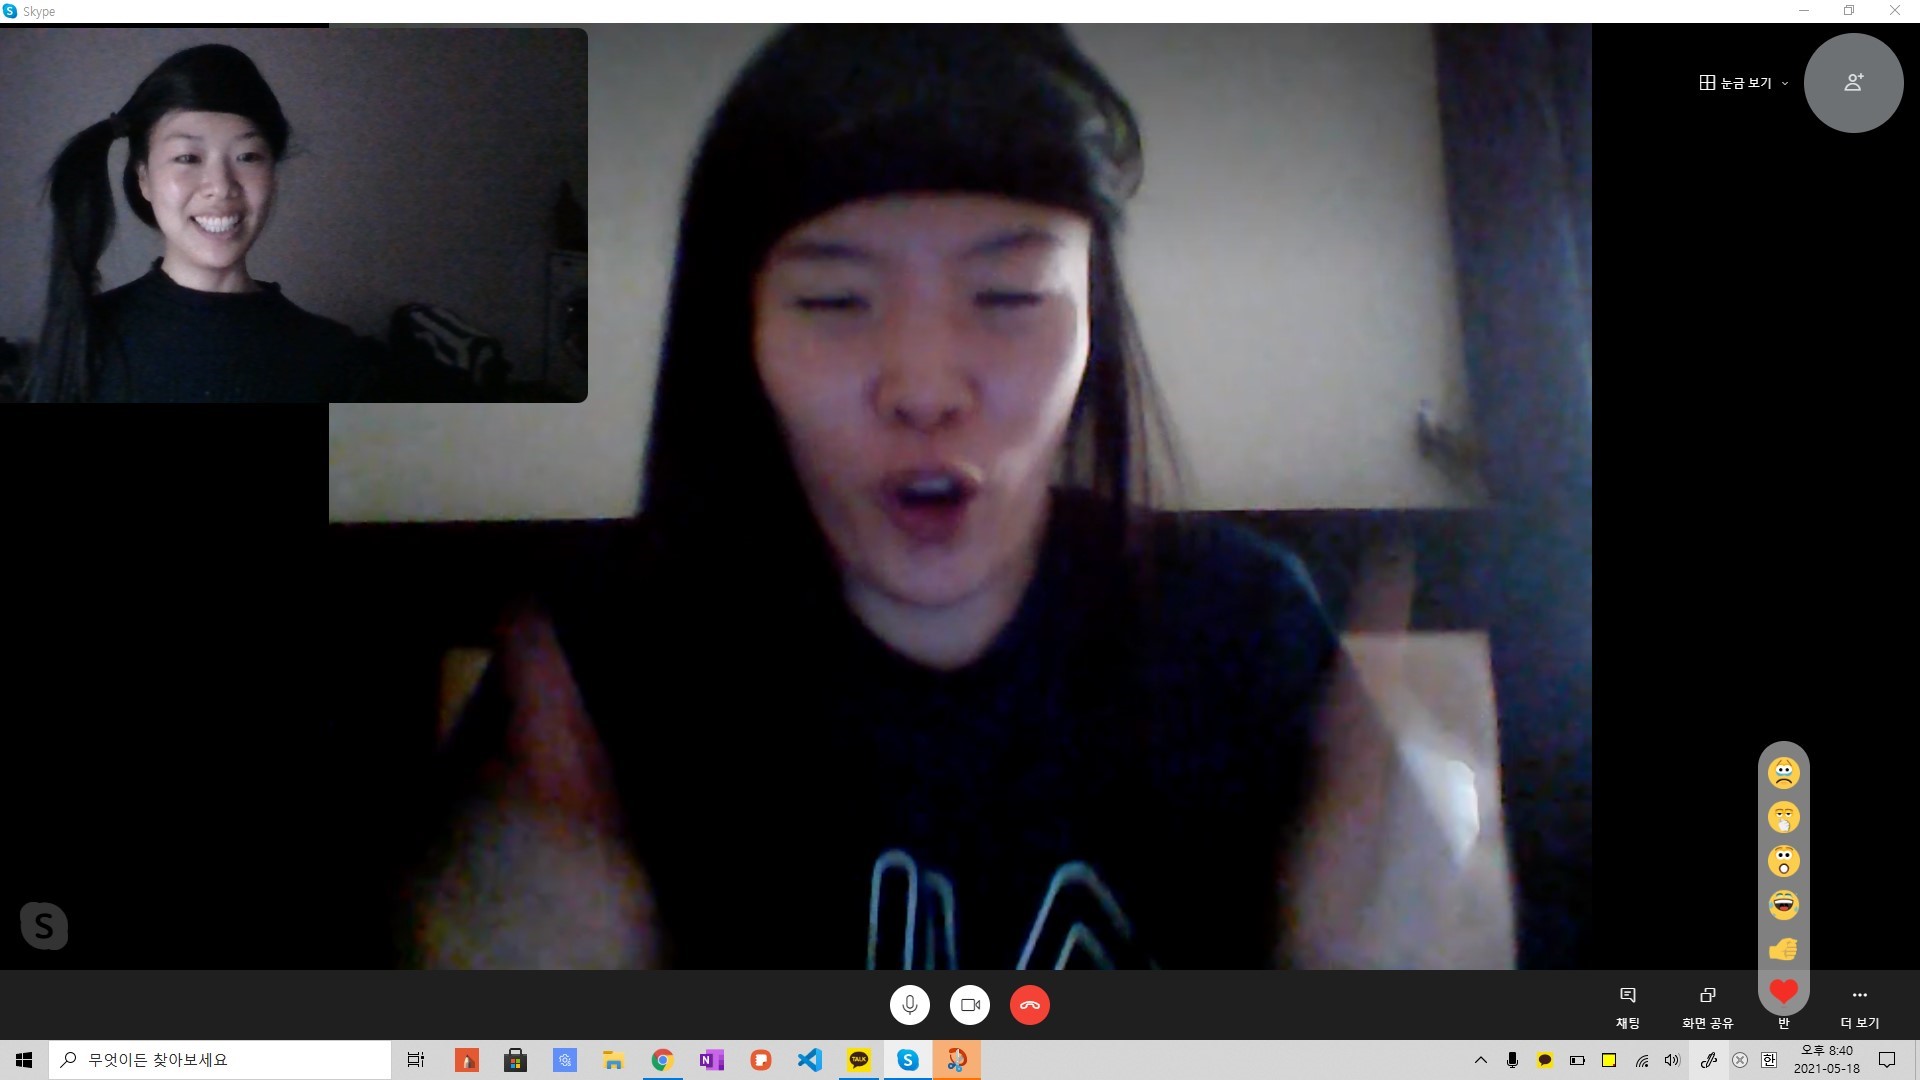 Skype
눈금 보기
S
채팅
화면 공유
반
더 보기
무엇이든 찾아보세요
N
TALK
S
한
오후 8:40
2021-05-18